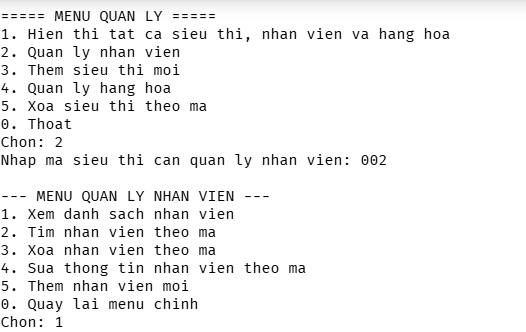 ===== MENU QUAN LY =====
1. Hien thi tat ca sieu thi, nhan vien va hang hoa
2. Quan ly nhan vien
3. Them sieu thi moi
4. Quan ly hang hoa
5. Xoa sieu thi theo ma
0. Thoat
Chon: 2
Nhap ma sieu thi can quan ly nhan vien: 002
--- MENU QUAN LY NHAN VIEN ---
1. Xem danh sach nhan vien
2. Tim nhan vien theo ma
3. Xoa nhan vien theo ma
4. Sua thong tin nhan vien theo ma
5. Them nhan vien moi
0. Quay lai menu chinh
Chon: 1